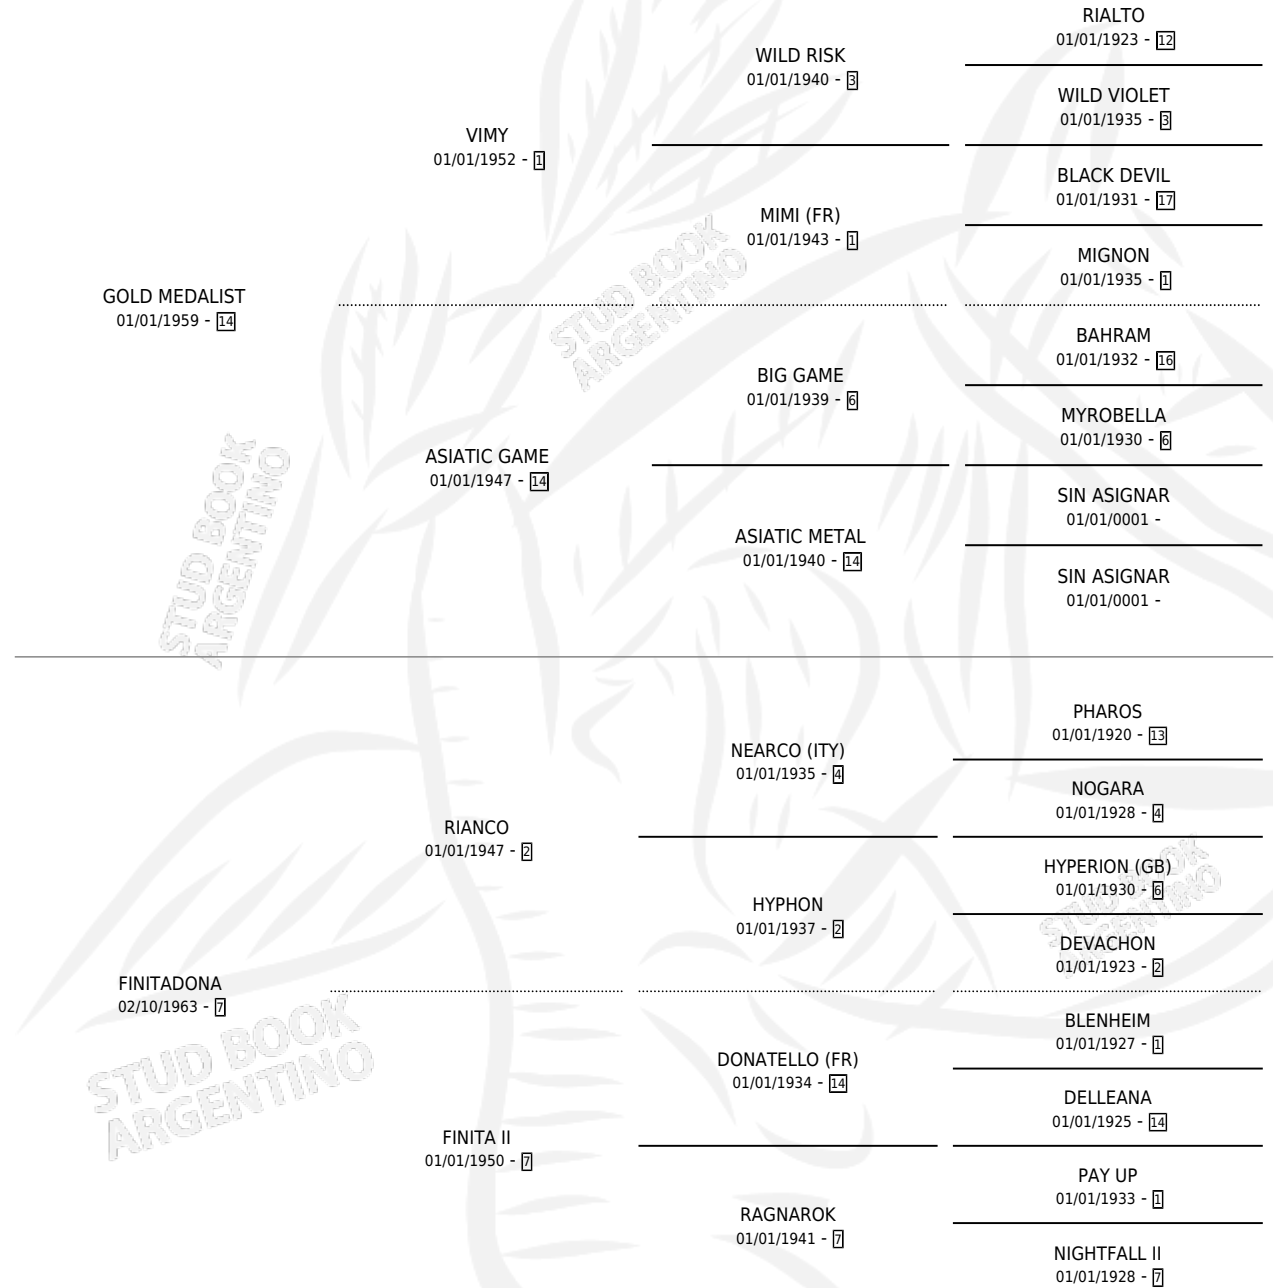 RIALTO
01/01/1923 - 12
WILD RISK
01/01/1940 - 3
WILD VIOLET
01/01/1935 - 3
VIMY
01/01/1952 - 1
BLACK DEVIL
01/01/1931 - 17
MIMI (FR)
01/01/1943 - 1
MIGNON
01/01/1935 - 1
GOLD MEDALIST
01/01/1959 - 14
BAHRAM
01/01/1932 - 16
BIG GAME
01/01/1939 - 6
MYROBELLA
01/01/1930 - 6
ASIATIC GAME
01/01/1947 - 14
SIN ASIGNAR
01/01/0001 -
ASIATIC METAL
01/01/1940 - 14
SIN ASIGNAR
01/01/0001 -
PHAROS
01/01/1920 - 13
NEARCO (ITY)
01/01/1935 - 4
NOGARA
01/01/1928 - 4
RIANCO
01/01/1947 - 2
HYPERION (GB)
01/01/1930 - 6
HYPHON
01/01/1937 - 2
DEVACHON
01/01/1923 - 2
FINITADONA
02/10/1963 - 7
BLENHEIM
01/01/1927 - 1
DONATELLO (FR)
01/01/1934 - 14
DELLEANA
01/01/1925 - 14
FINITA II
01/01/1950 - 7
PAY UP
01/01/1933 - 1
RAGNAROK
01/01/1941 - 7
NIGHTFALL II
01/01/1928 - 7
STUD BOOK
ARGENTINO
STUD BOOK
ARGENTINO
STUD BOOK
ARGENTINO
STUD BOOK
ARGENTINO